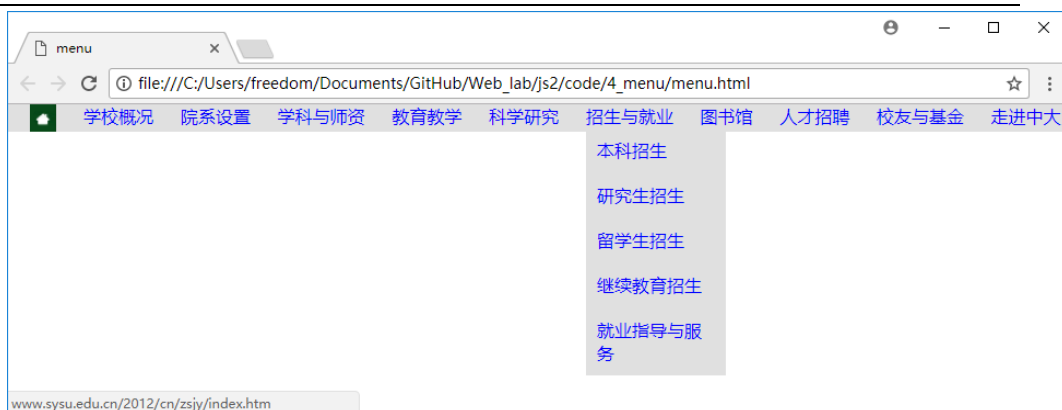 menu
file:///C:/Users/freedom/Documents/GitHub/Web_lab/js2/code/4_menu/menu.html
学校概况 院系设置 学科与师资 教育教学 科学研究 招生与就业 图书馆 人才招聘 校友与基金 走进中大
本科招生
研究生招生
留学生招生
继续教育招生
就业指导与服
务
www.sysu.edu.cn/2012/cn/zsjy/index.htm